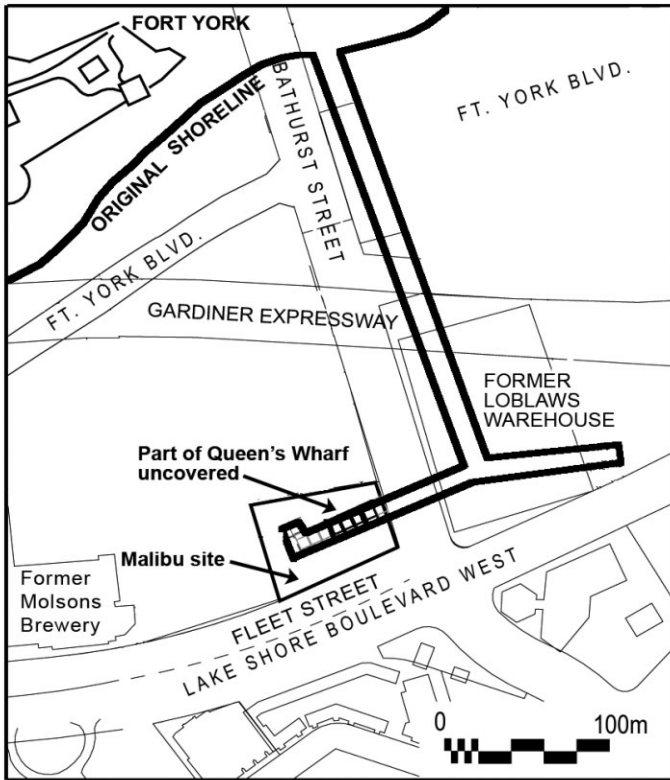 FORT YORK
BATHURST STREET
FT. YORK BLVD.
ORIGINAL SHORELINE
FT. YORK BLVD.
GARDINER EXPRESSWAY
FORMER
LOBLAWS
WAREHOUSE
Part of Queen's Wharf
uncovered
Malibu site
Former
Molsons
Brewery
FLEET STREET
LAKE SHORE BOULEVARD WEST
0 100m